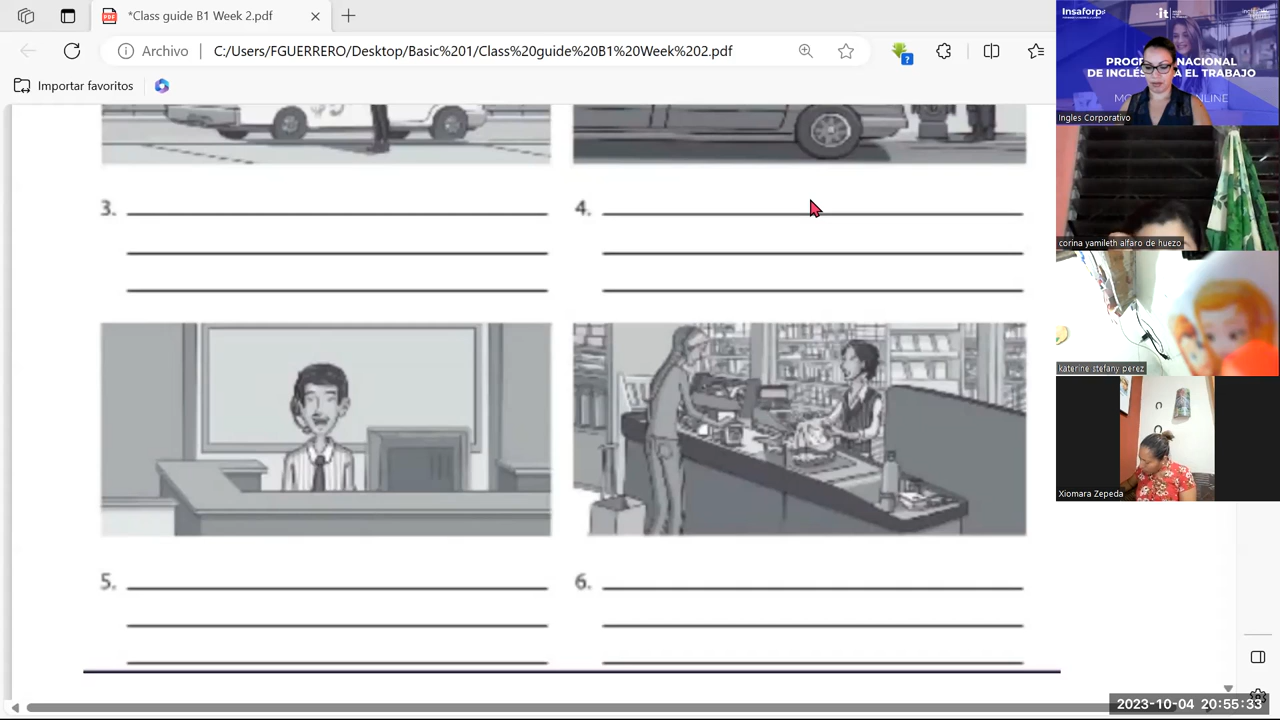 *Class guide B1 Week 2.pdf
Archivo
C:/Users/FGUERRERO/Desktop/Basic%201/Class%20guide%20B1%20Week%202.pdf
Importar favoritos
3.
4.
5.
6.
Insaforp
it
PROGRAMA NACIONAL
DE INGLÉS PARA EL TRABAJO
Ingles Corporativo
corina yamileth alfaro de huezo
katerine stefany perez
Xiomara Zepeda
2023-10-04 20:55:33